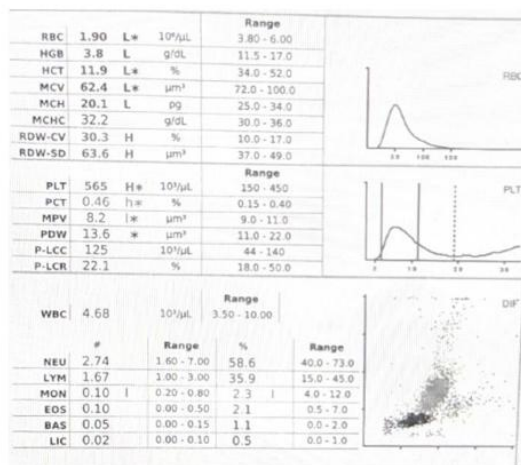 Range
RBC 1.90 L* 10⁶/µL 3.80 - 6.00
HGB 3.8 L g/dL 11.5 - 17.0
HCT 11.9 L* % 34.0 - 52.0
MCV 62.4 L* µm³ 72.0 - 100.0
MCH 20.1 L pg 25.0 - 34.0
MCHC 32.2 g/dL 30.0 - 36.0
RDW-CV 30.3 H % 10.0 - 17.0
RDW-SD 63.6 H µm³ 37.0 - 49.0
RBC
50 100 150
Range
PLT 565 H* 10³/µL 150 - 450
PCT 0.46 h* % 0.15 - 0.40
MPV 8.2 l* µm³ 9.0 - 11.0
PDW 13.6 * µm³ 11.0 - 22.0
P-LCC 125 10³/µL 44 - 140
P-LCR 22.1 % 18.0 - 50.0
PLT
10 20 30
Range
WBC 4.68 10³/µL 3.50 - 10.00
DIF
# Range % Range
NEU 2.74 1.60 - 7.00 58.6 40.0 - 73.0
LYM 1.67 1.00 - 3.00 35.9 15.0 - 45.0
MON 0.10 l 0.20 - 0.80 2.3 l 4.0 - 12.0
EOS 0.10 0.00 - 0.50 2.1 0.5 - 7.0
BAS 0.05 0.00 - 0.15 1.1 0.0 - 2.0
LIC 0.02 0.00 - 0.10 0.5 0.0 - 1.0